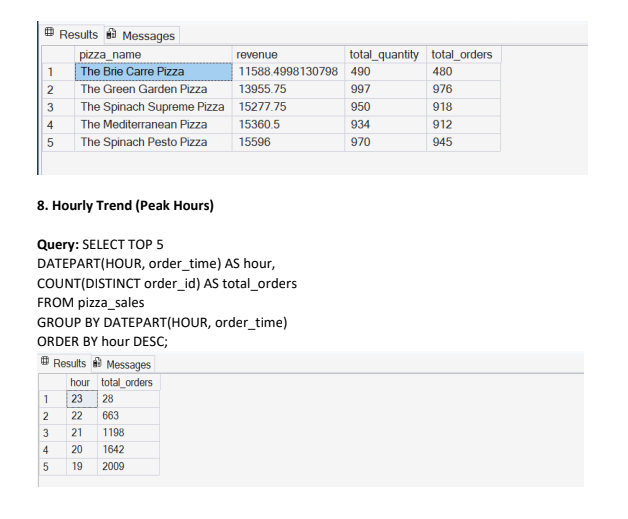 Results Messages
pizza_name revenue total_quantity total_orders
1 The Brie Carre Pizza 11588.4998130798 490 480
2 The Green Garden Pizza 13955.75 997 976
3 The Spinach Supreme Pizza 15277.75 950 918
4 The Mediterranean Pizza 15360.5 934 912
5 The Spinach Pesto Pizza 15596 970 945
8. Hourly Trend (Peak Hours)
Query: SELECT TOP 5
DATEPART(HOUR, order_time) AS hour,
COUNT(DISTINCT order_id) AS total_orders
FROM pizza_sales
GROUP BY DATEPART(HOUR, order_time)
ORDER BY hour DESC;
Results Messages
hour total_orders
1 23 28
2 22 663
3 21 1198
4 20 1642
5 19 2009